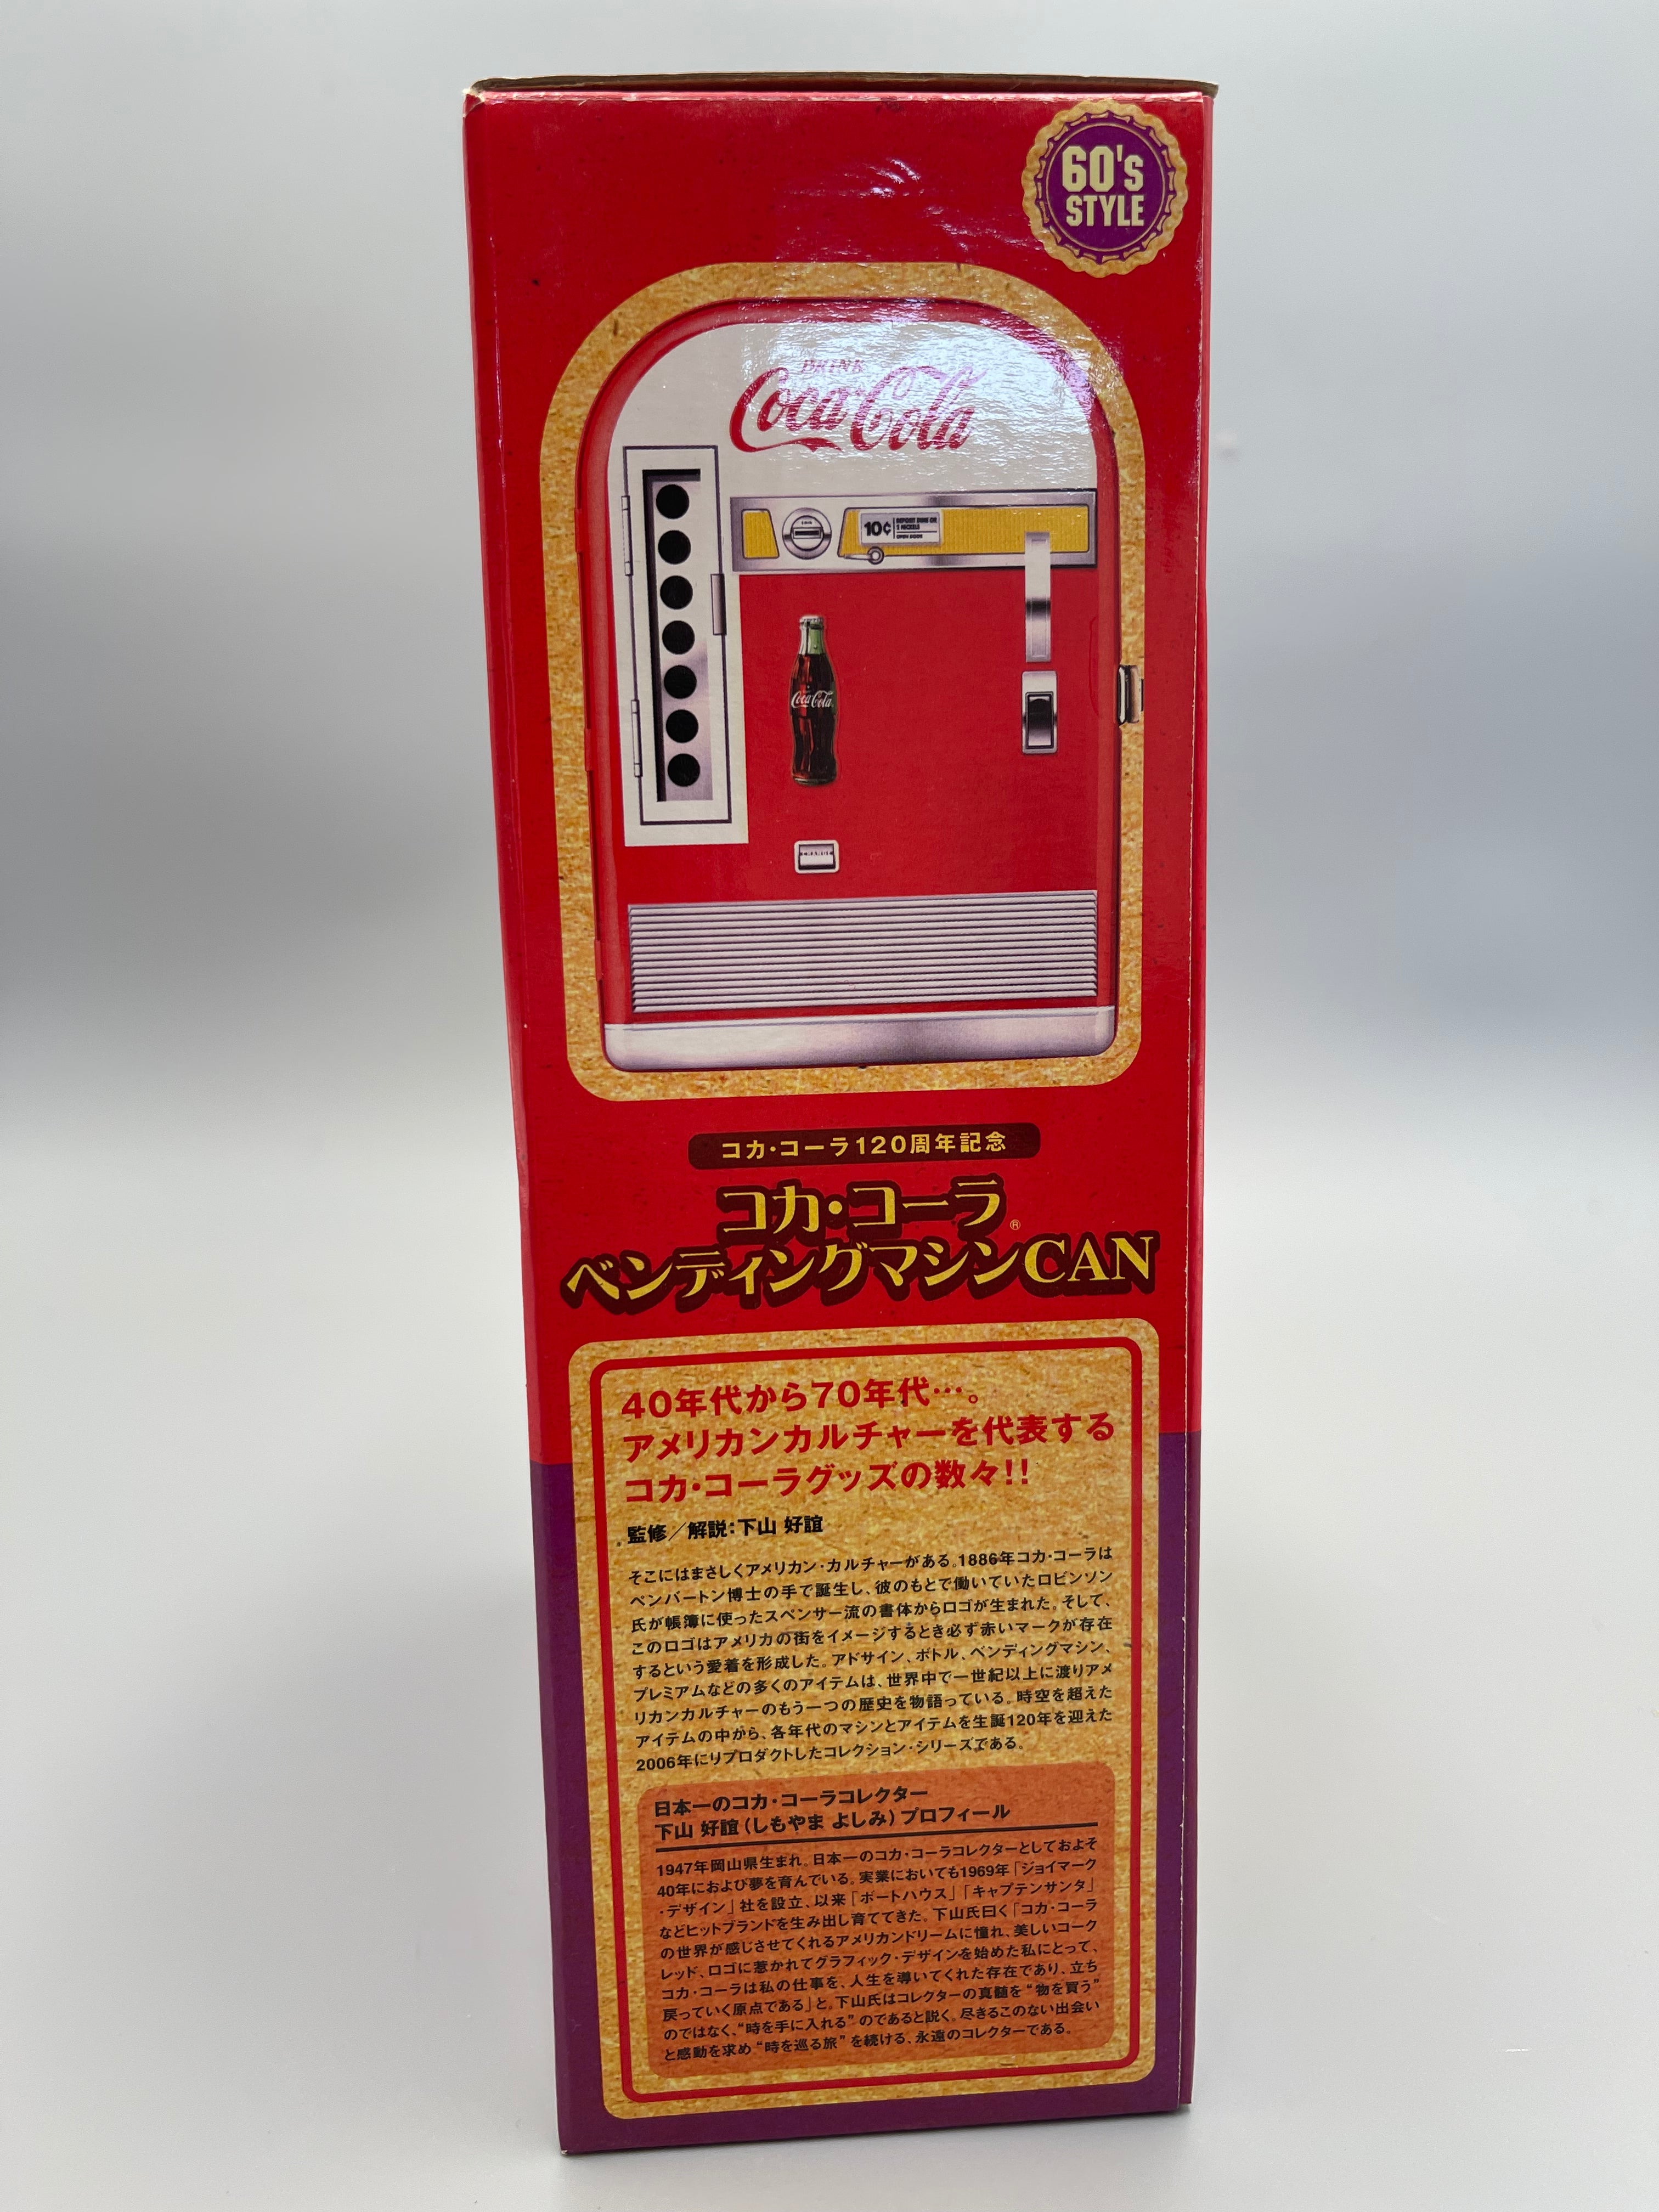 60's
STYLE
DRINK
Coca-Cola
10¢
OPEN DOOR
Coca-Cola
CHANGE
コカ・コーラ120周年記念
コカ・コーラ®
ベンディングマシンCAN
40年代から70年代…。
アメリカンカルチャーを代表する
コカ・コーラグッズの数々!!
監修／解説：下山 好誼
そこにはまさしくアメリカン・カルチャーがある。1886年コカ・コーラは
ペンバートン博士の手で誕生し、彼のもとで働いていたロビンソン
氏が帳簿に使ったスペンサー流の書体からロゴが生まれた。そして、
このロゴはアメリカの街をイメージするとき必ず赤いマークが存在
するという愛着を形成した。アドサイン、ボトル、ベンディングマシン、
プレミアムなどの多くのアイテムは、世界中で一世紀以上に渡りアメ
リカンカルチャーのもう一つの歴史を物語っている。時空を超えた
アイテムの中から、各年代のマシンとアイテムを生誕120年を迎えた
2006年にリプロダクトしたコレクション・シリーズである。
日本一のコカ・コーラコレクター
下山 好誼（しもやま よしみ）プロフィール
1947年岡山県生まれ。日本一のコカ・コーラコレクターとしておよそ
40年におよび夢を育んでいる。実業においても1969年「ジョイマーク
・デザイン」社を設立、以来「ボートハウス」「キャプテンサンタ」
などヒットブランドを生み出し育ててきた。下山氏曰く「コカ・コーラ
の世界が感じさせてくれるアメリカンドリームに憧れ、美しいコーク
レッド、ロゴに惹かれてグラフィック・デザインを始めた私にとって、
コカ・コーラは私の仕事を、人生を導いてくれた存在であり、立ち
戻っていく原点である」と。下山氏はコレクターの真髄を“物を買う”
のではなく、“時を手に入れる”のであると説く。尽きるこのない出会い
と感動を求め“時を巡る旅”を続ける、永遠のコレクターである。